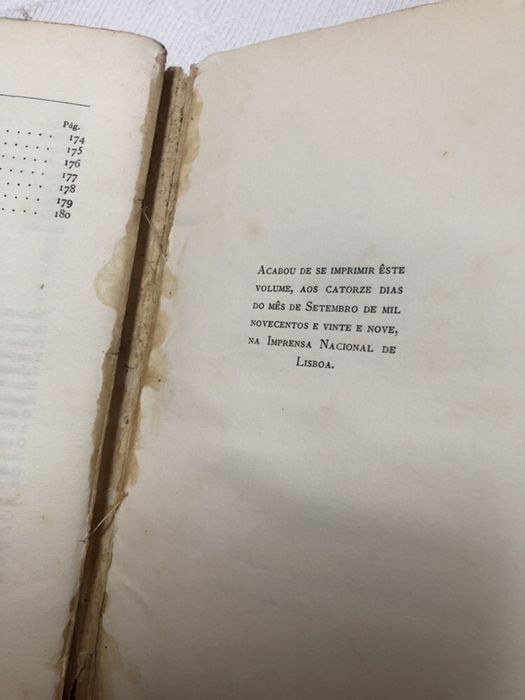 Pág.
174
175
176
177
178
179
180
ACABOU DE SE IMPRIMIR ÊSTE
VOLUME, AOS CATORZE DIAS
DO MÊS DE SETEMBRO DE MIL
NOVECENTOS E VINTE E NOVE,
NA IMPRENSA NACIONAL DE
LISBOA.